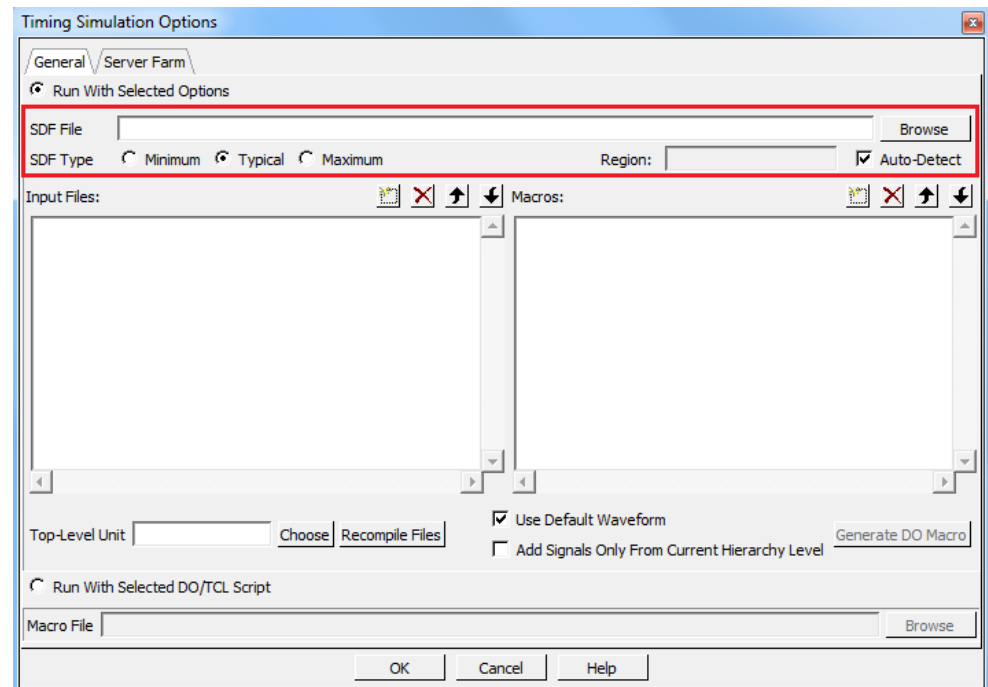 Timing Simulation Options
General Server Farm
Run With Selected Options
SDF File Browse
SDF Type Minimum Typical Maximum Region: Auto-Detect
Input Files: Macros:
Use Default Waveform
Top-Level Unit Choose Recompile Files Generate DO Macro
Add Signals Only From Current Hierarchy Level
Run With Selected DO/TCL Script
Macro File Browse
OK Cancel Help